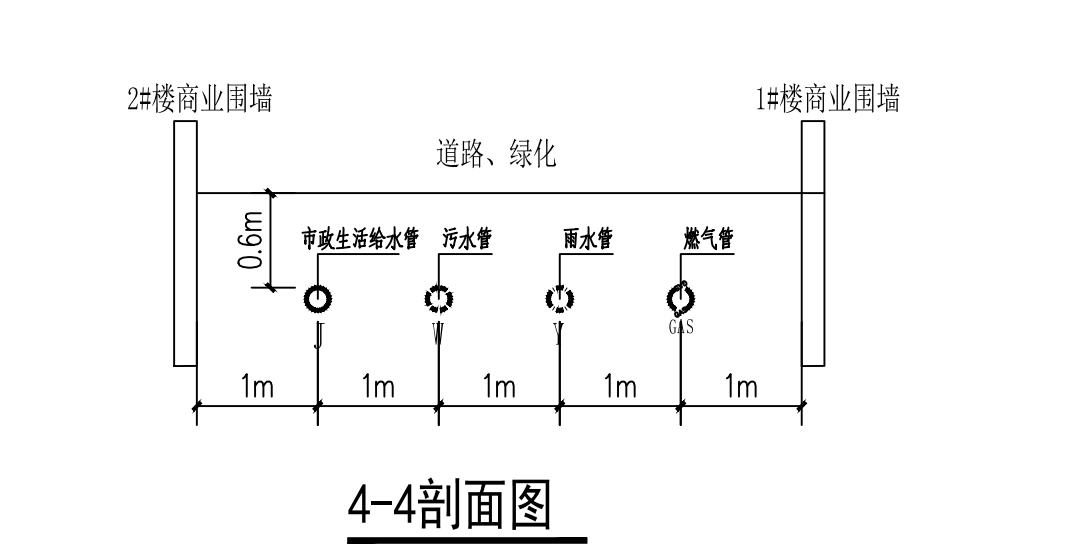 2#楼商业围墙
1#楼商业围墙
道路、绿化
0.6m
市政生活给水管
污水管
雨水管
燃气管
J
W
Y
GAS
1m
1m
1m
1m
1m
4-4剖面图